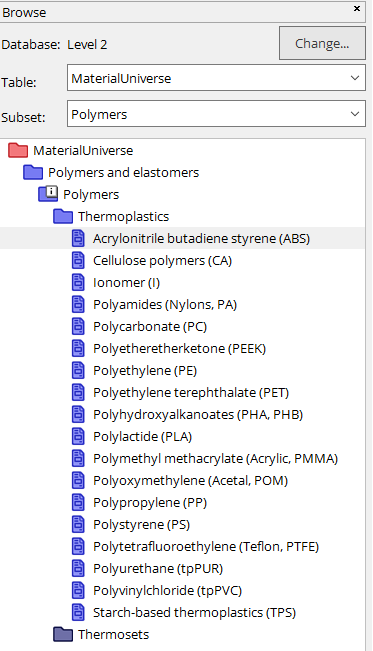 Browse
Database: Level 2
Change...
Table: MaterialUniverse
Subset: Polymers
MaterialUniverse
Polymers and elastomers
Polymers
Thermoplastics
Acrylonitrile butadiene styrene (ABS)
Cellulose polymers (CA)
Ionomer (I)
Polyamides (Nylons, PA)
Polycarbonate (PC)
Polyetheretherketone (PEEK)
Polyethylene (PE)
Polyethylene terephthalate (PET)
Polyhydroxyalkanoates (PHA, PHB)
Polylactide (PLA)
Polymethyl methacrylate (Acrylic, PMMA)
Polyoxymethylene (Acetal, POM)
Polypropylene (PP)
Polystyrene (PS)
Polytetrafluoroethylene (Teflon, PTFE)
Polyurethane (tpPUR)
Polyvinylchloride (tpPVC)
Starch-based thermoplastics (TPS)
Thermosets